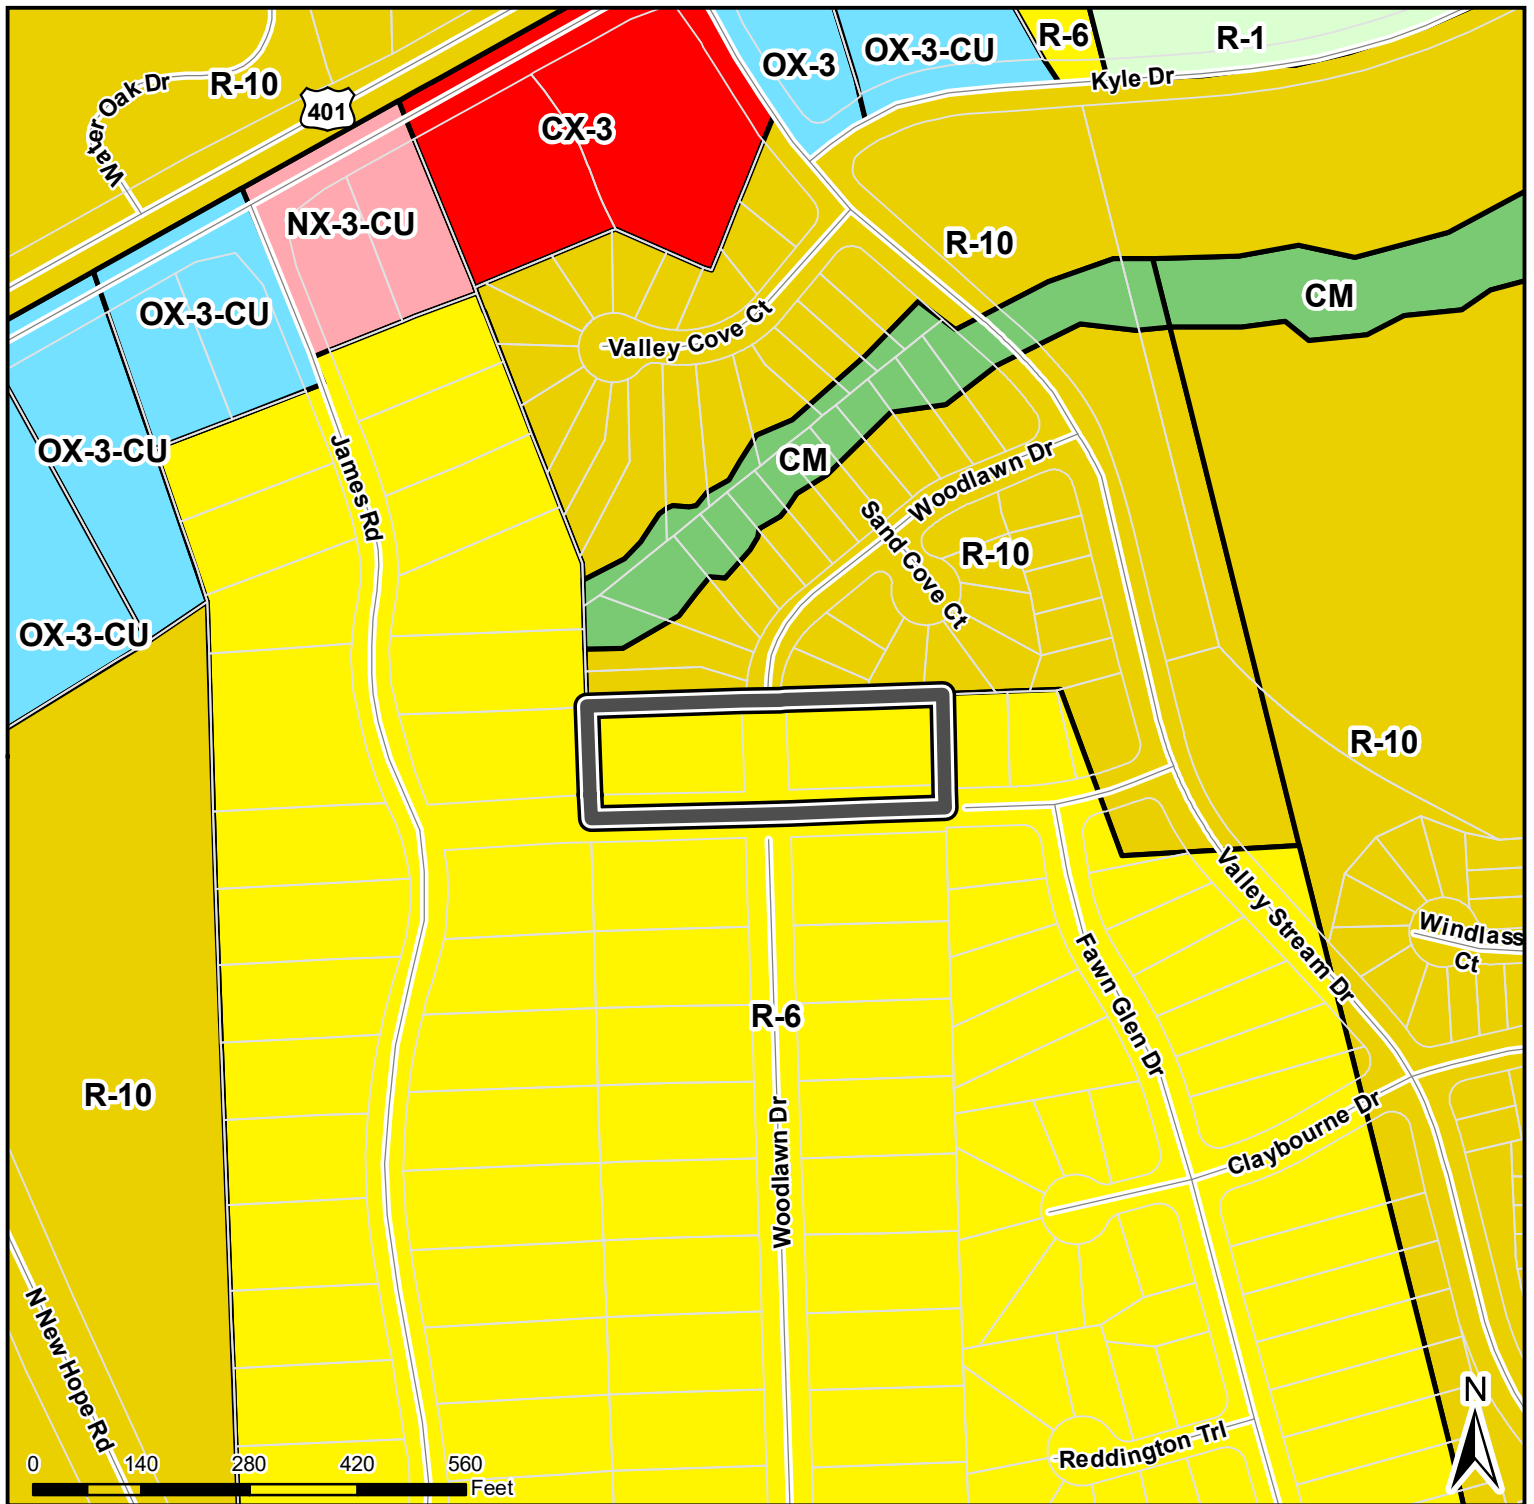 R-6
R-1
OX-3
OX-3-CU
Kyle Dr
Water Oak Dr
R-10
401
CX-3
NX-3-CU
R-10
CM
OX-3-CU
Valley Cove Ct
OX-3-CU
James Rd
CM
Woodlawn Dr
Sand Cove Ct
R-10
OX-3-CU
R-10
Valley Stream Dr
Windlass
Ct
Fawn Glen Dr
R-6
R-10
Woodlawn Dr
Claybourne Dr
N New Hope Rd
Reddington Trl
N
0 140 280 420 560
Feet